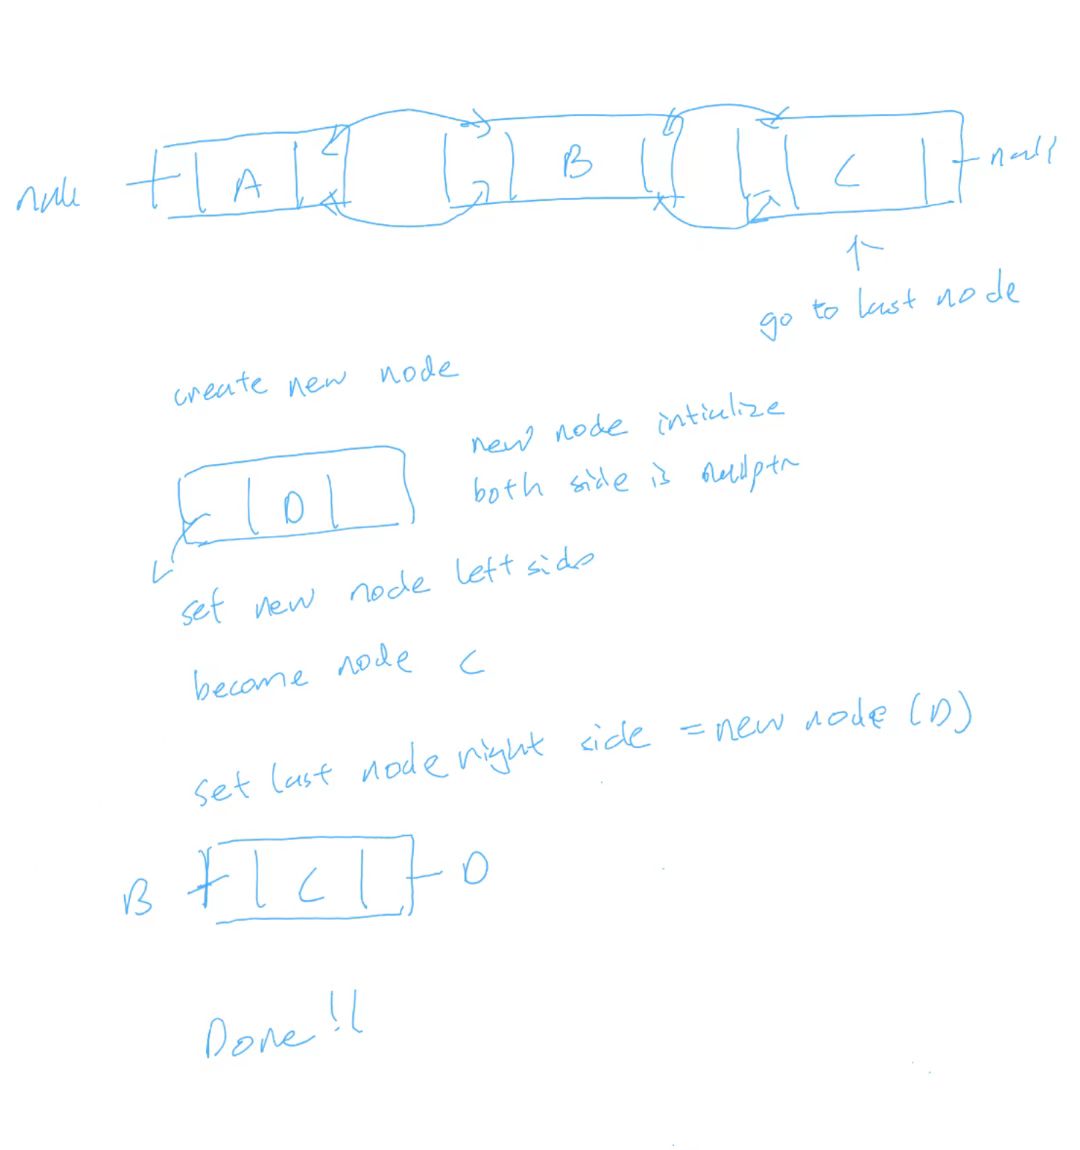 null
A
B
C
null
go to last node
create new node
new node intialize
both side is nullptr
D
set new node left side
become node C
set last node right side = new node (D)
B C D
Done!!